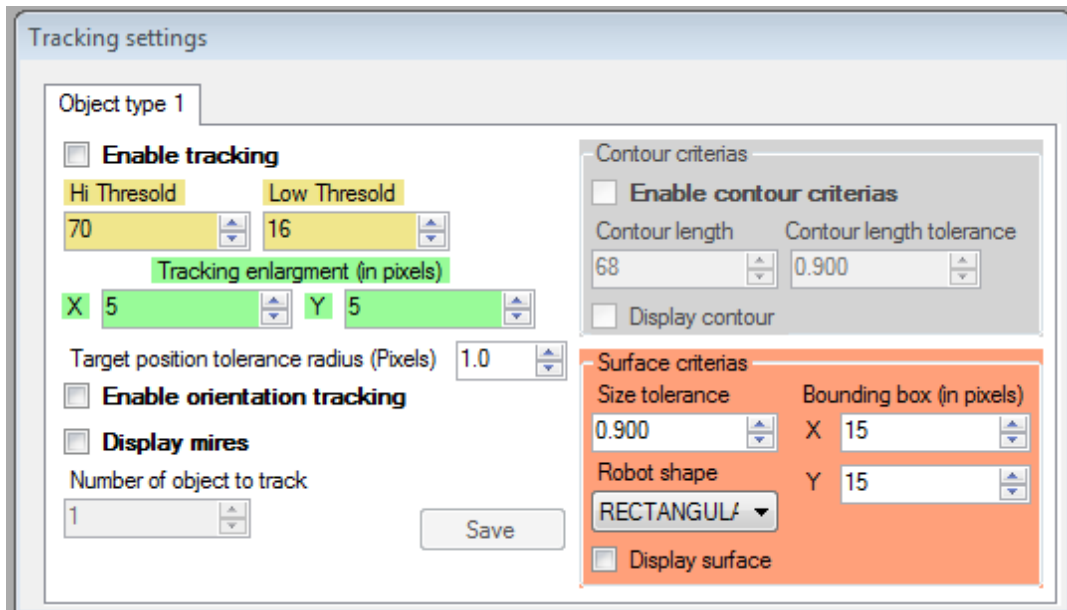 Tracking settings
Object type 1
Enable tracking
Hi Thresold Low Thresold
70 16
Tracking enlargment (in pixels)
X 5 Y 5
Target position tolerance radius (Pixels) 1.0
Enable orientation tracking
Display mires
Number of object to track
1
Save
Contour criterias
Enable contour criterias
Contour length Contour length tolerance
68 0.900
Display contour
Surface criterias
Size tolerance Bounding box (in pixels)
0.900 X 15
Robot shape Y 15
RECTANGULA
Display surface